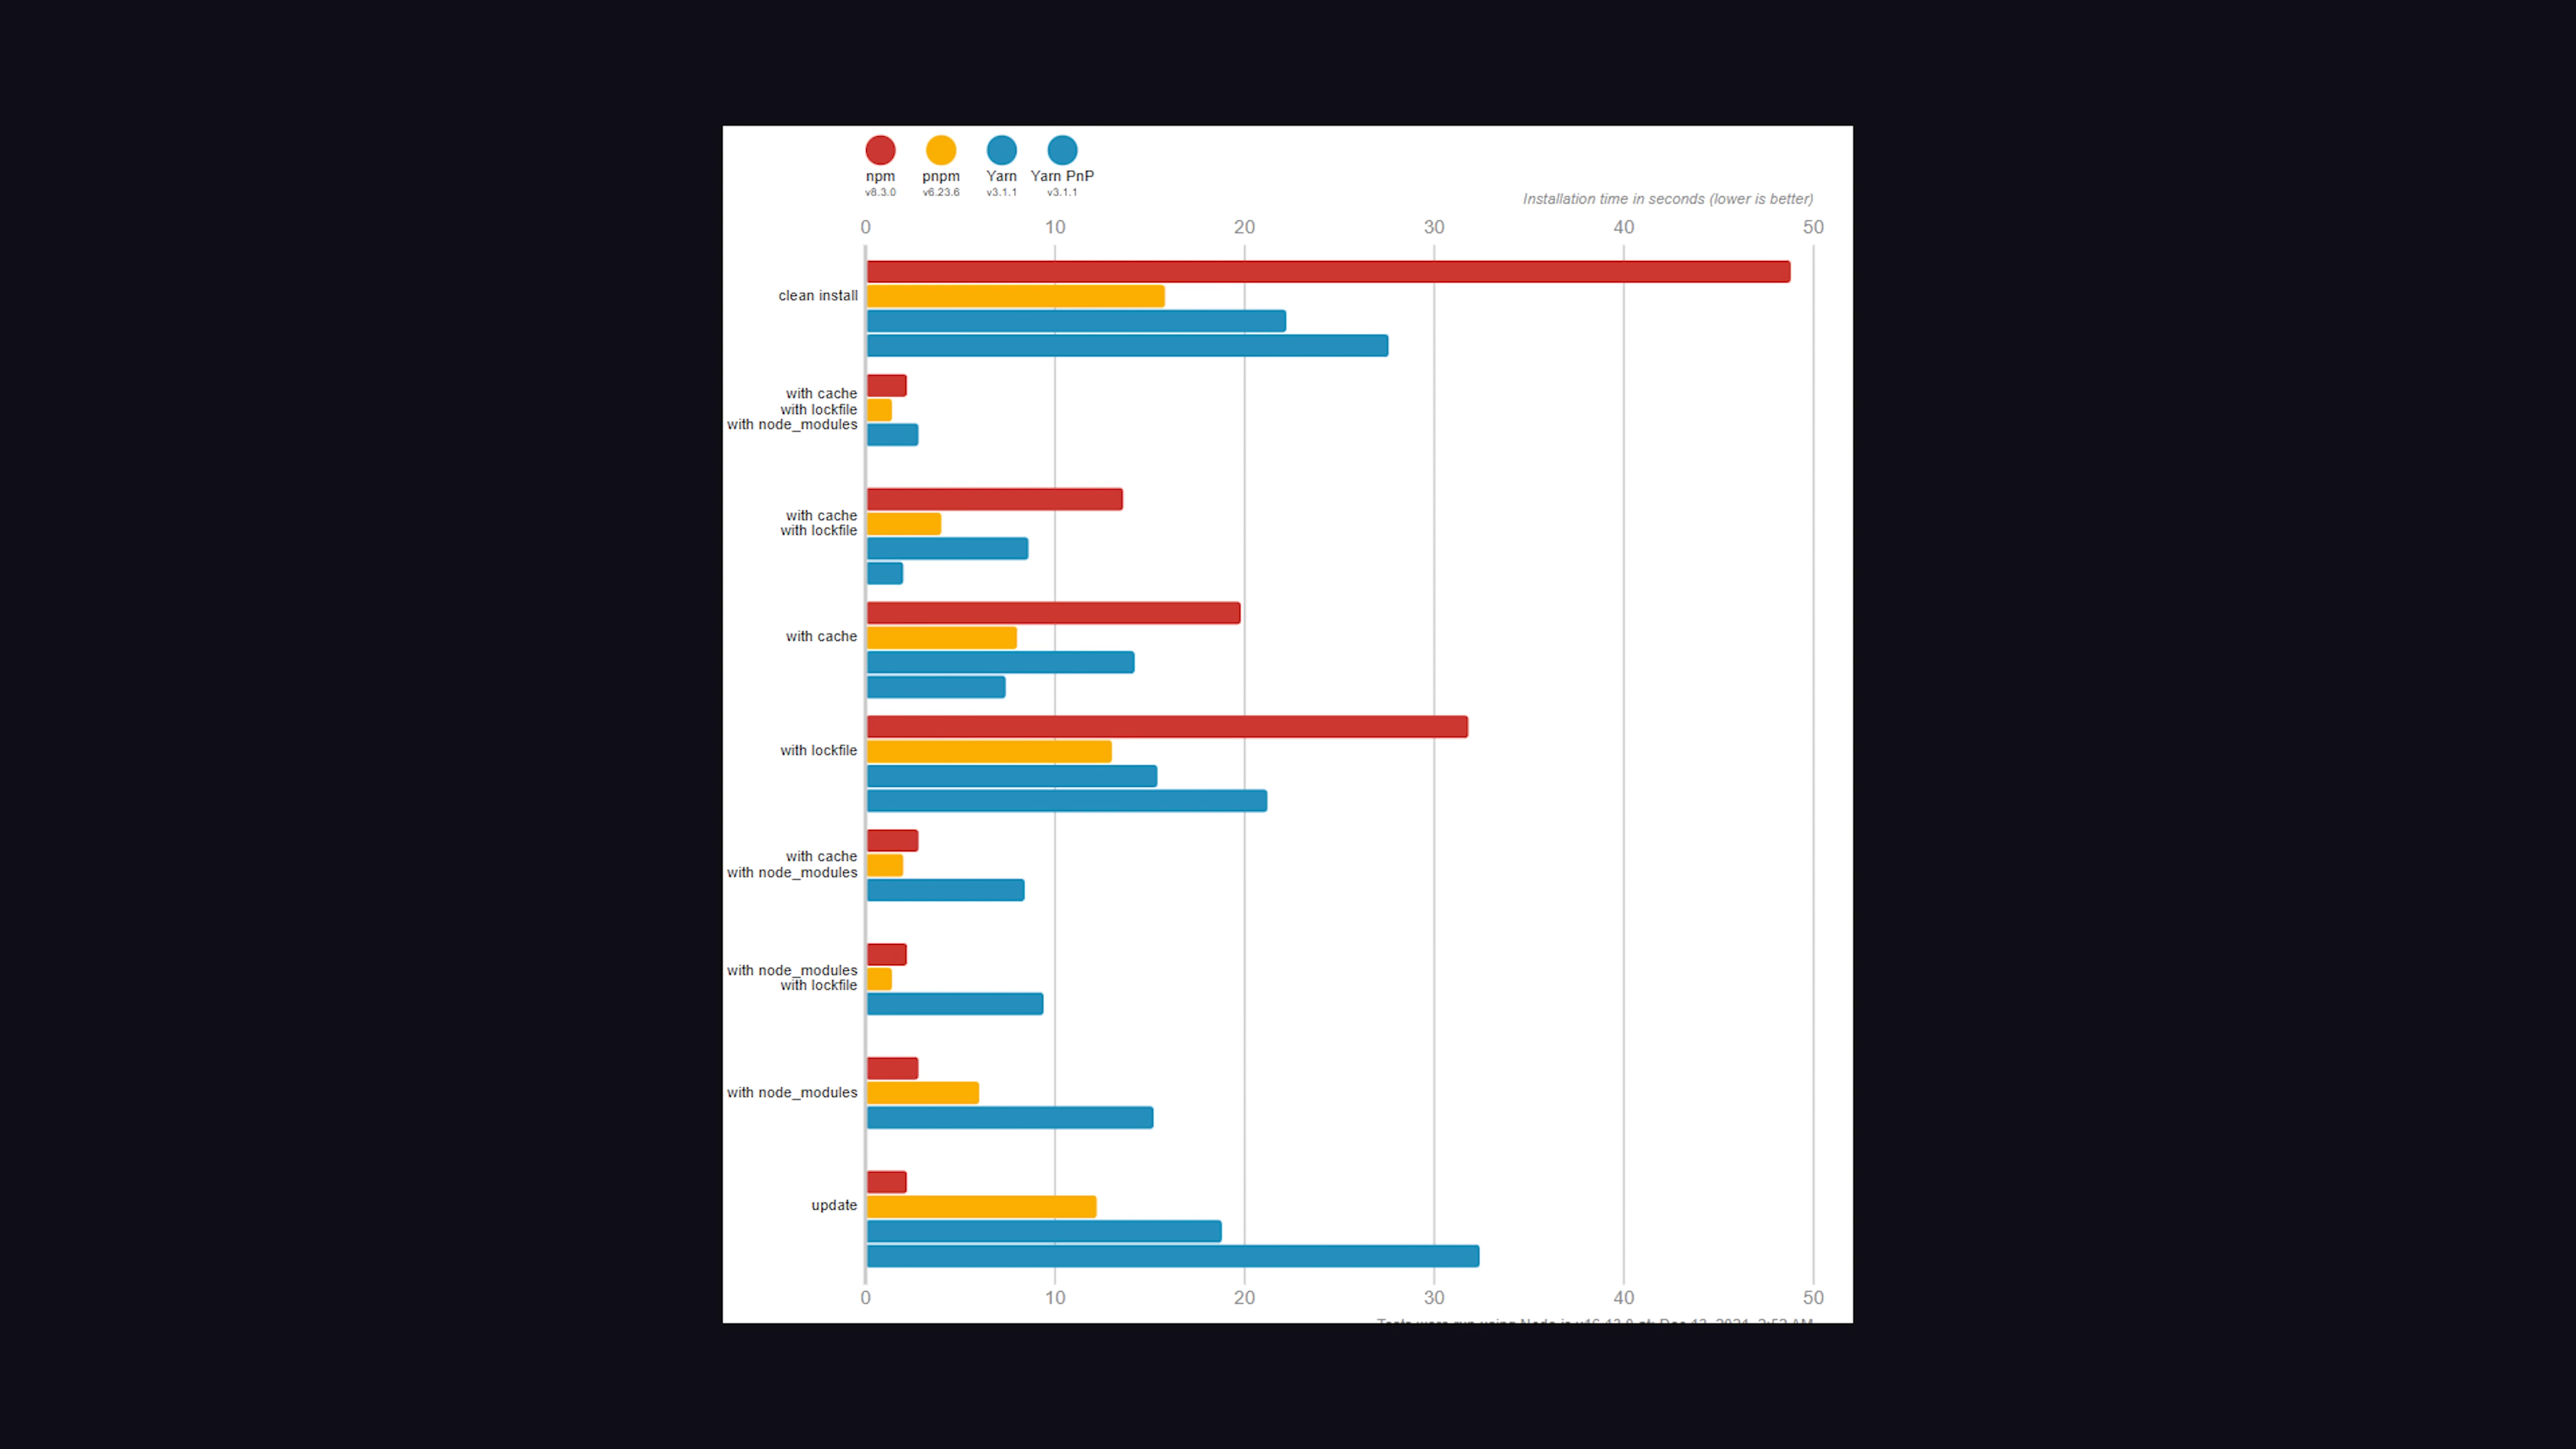 npm pnpm Yarn Yarn PnP
v8.3.0 v6.23.6 v3.1.1 v3.1.1
Installation time in seconds (lower is better)
0 10 20 30 40 50
clean install
with cache
with lockfile
with node_modules
with cache
with lockfile
with cache
with lockfile
with cache
with node_modules
with node_modules
with lockfile
with node_modules
update
0 10 20 30 40 50